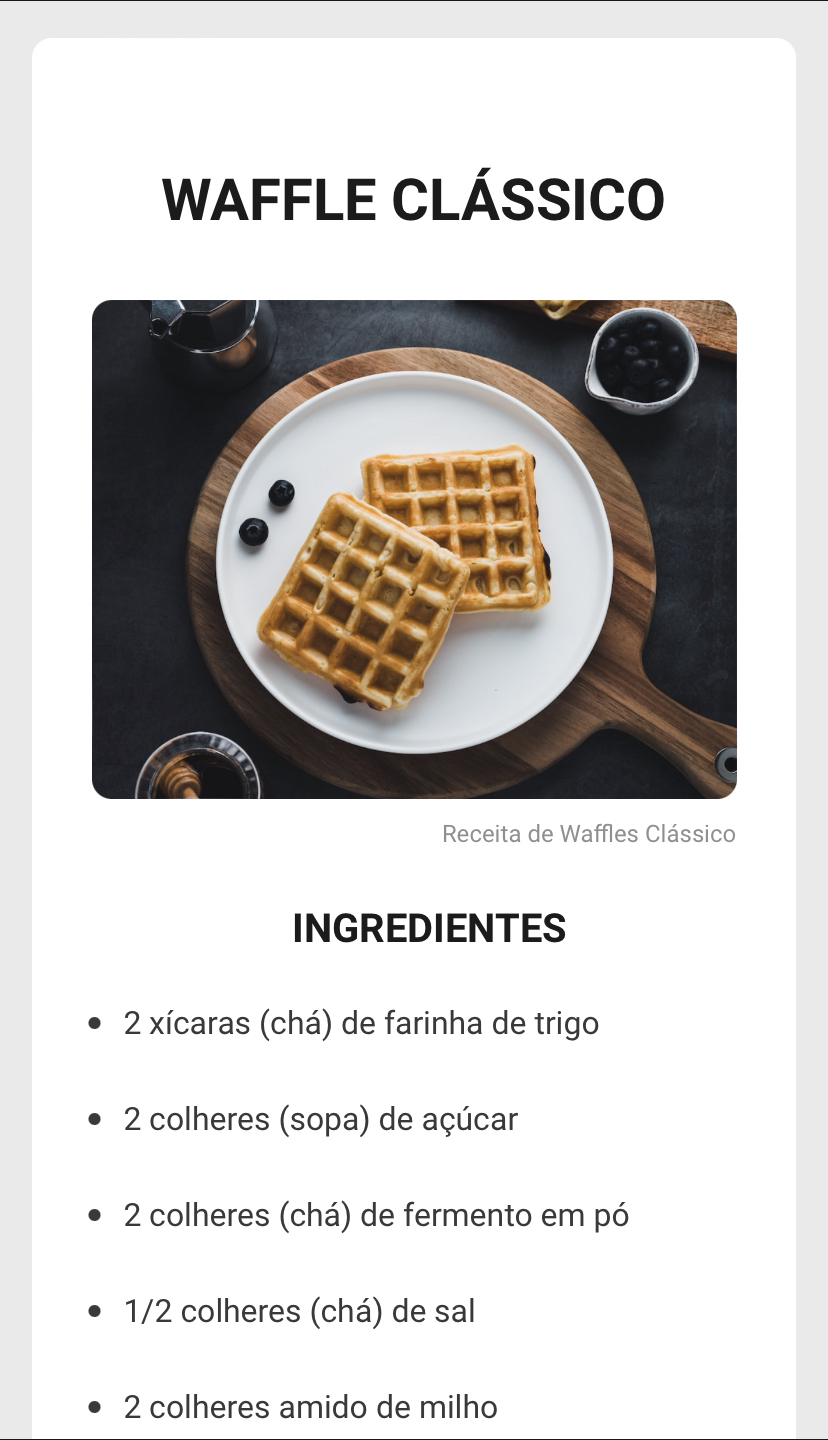 WAFFLE CLÁSSICO
Receita de Waffles Clássico
INGREDIENTES
• 2 xícaras (chá) de farinha de trigo
• 2 colheres (sopa) de açúcar
• 2 colheres (chá) de fermento em pó
• 1/2 colheres (chá) de sal
• 2 colheres amido de milho